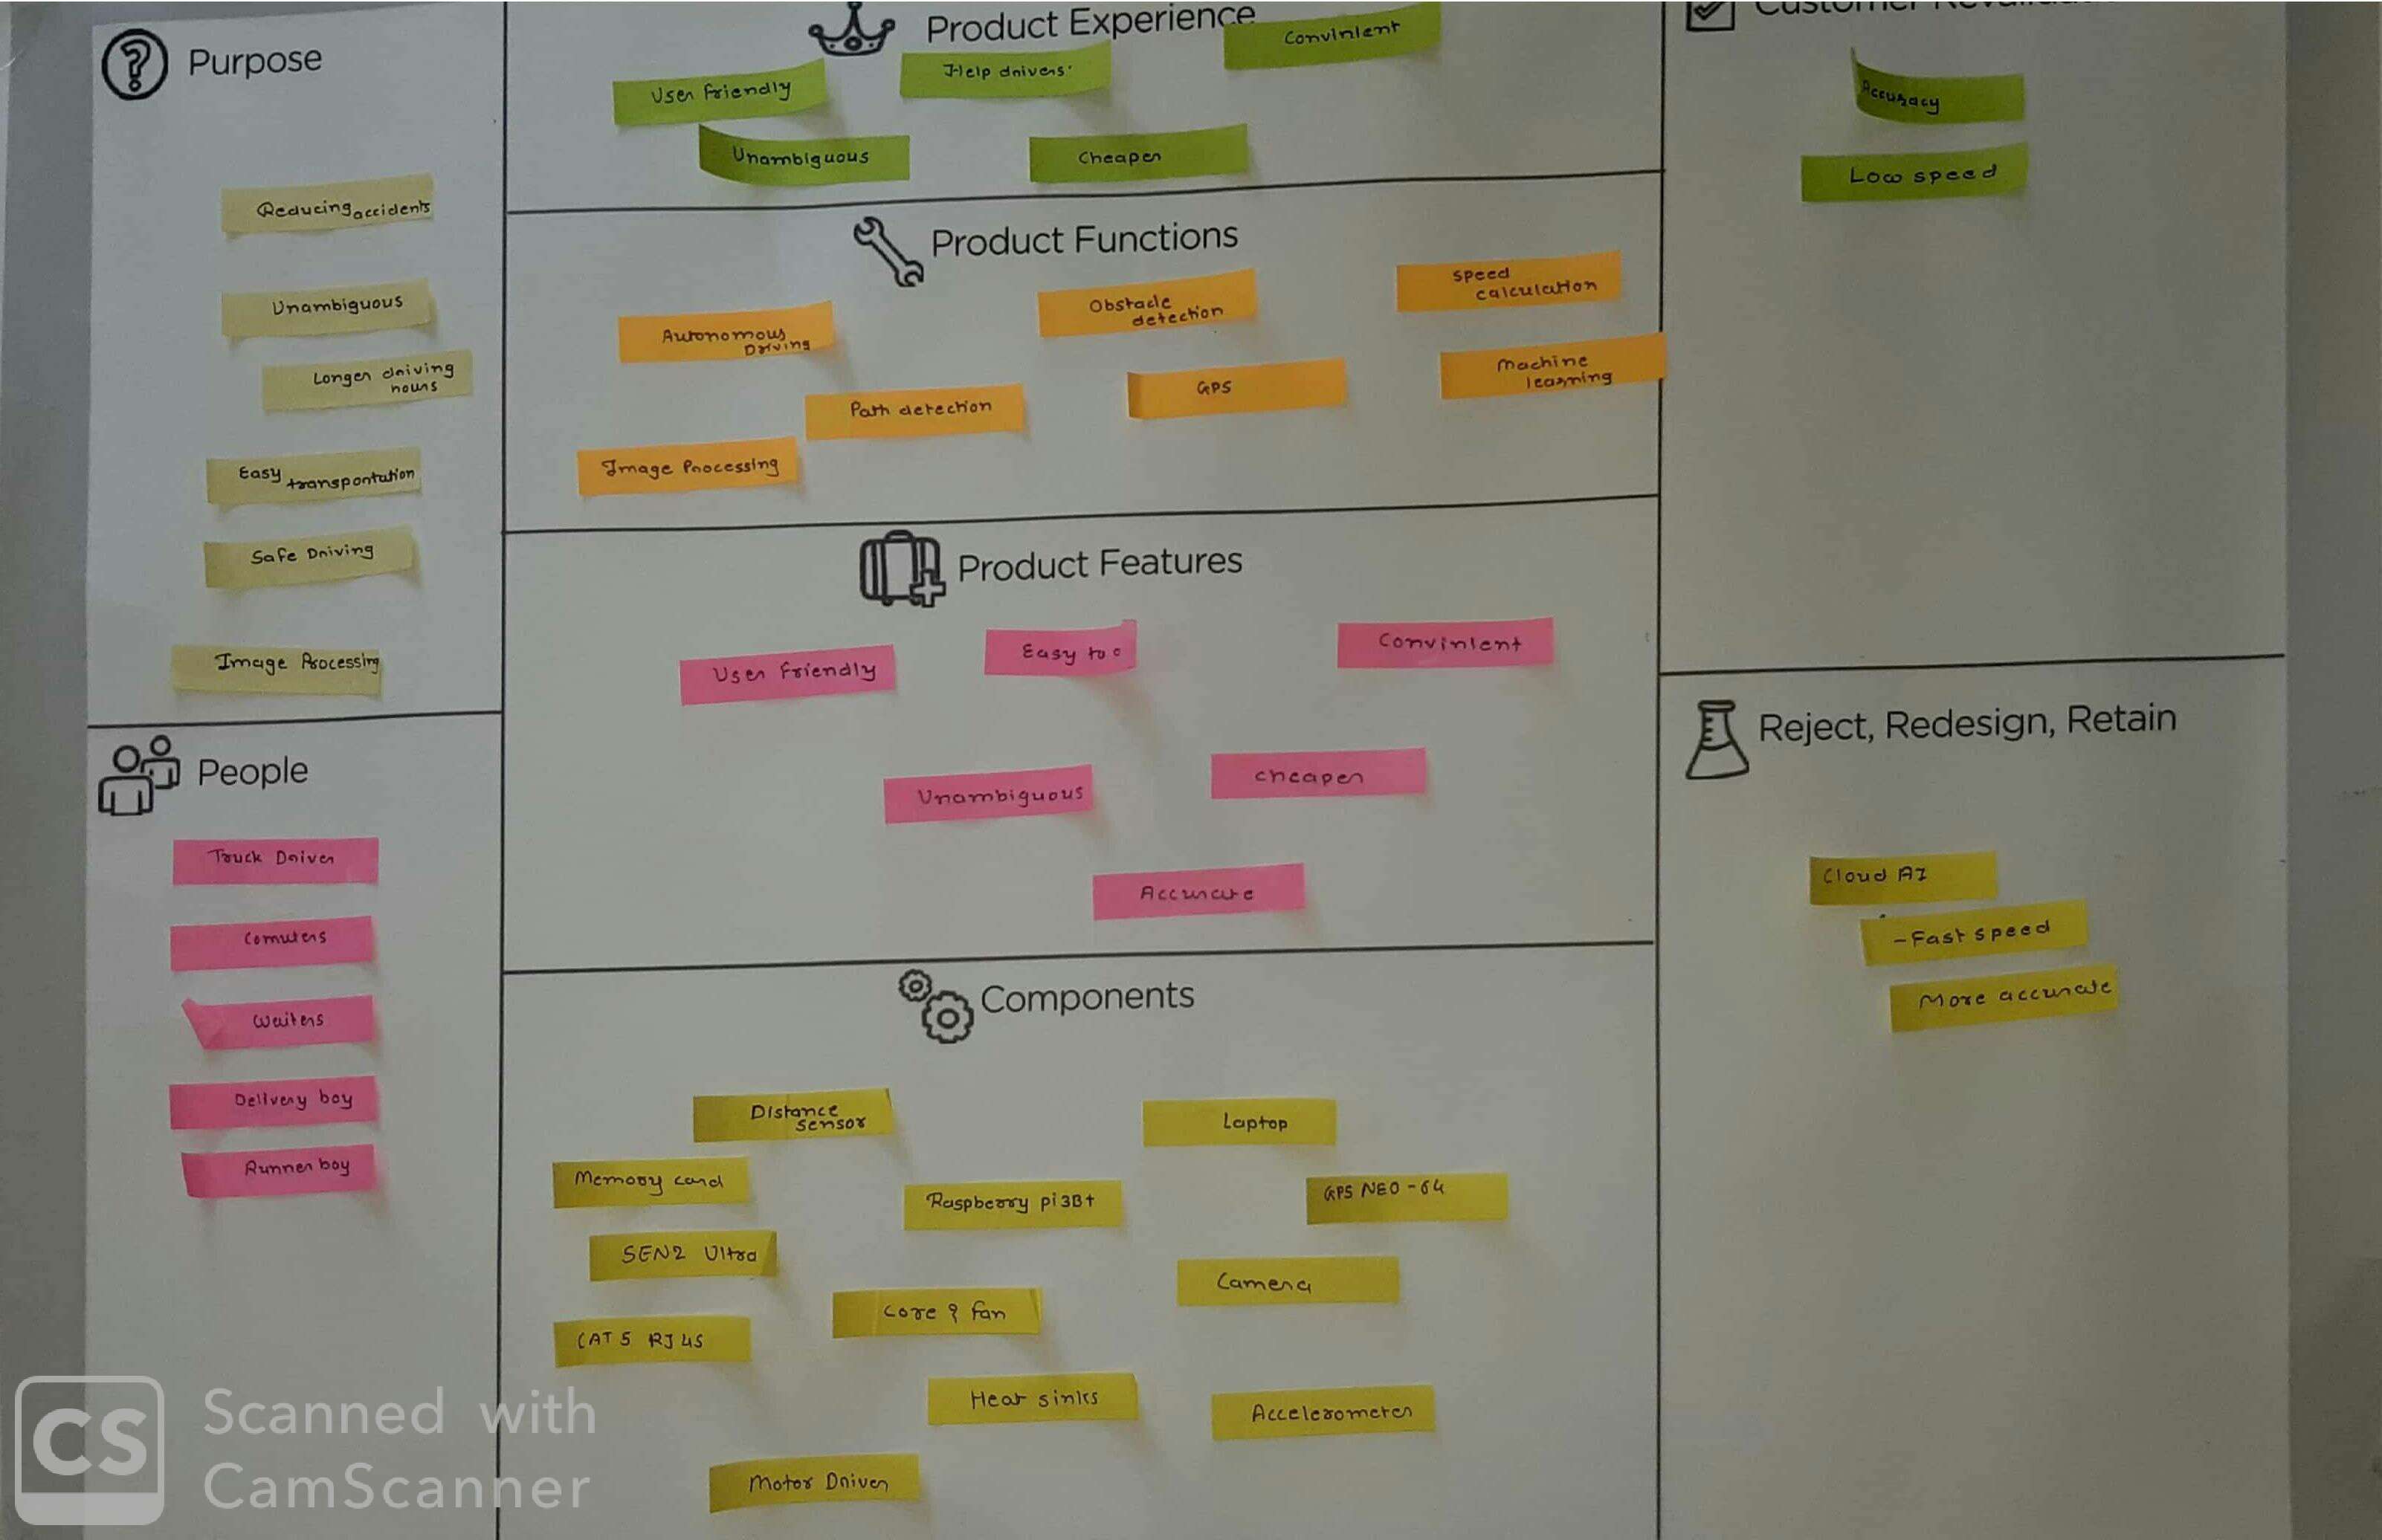 Purpose
Reducing accidents
Unambiguous
Longer driving
hours
Easy
transportation
Safe Driving
Image Processing
People
Truck Driver
Comuters
Waiters
Delivery boy
Runner boy
Product Experience
Convinient
Help drivers
User friendly
Unambiguous
Cheaper
Product Functions
Autonomous
Driving
Obstacle
detection
Speed
calculation
Path detection
GPS
Machine
learning
Image Processing
Product Features
User Friendly
Easy to
Convinient
Unambiguous
cheaper
Accurate
Components
Distance
sensor
Laptop
Memory card
Raspberry pi 3B+
GPS NEO - 64
SEN2 Ultra
Camera
Core & fan
CAT 5 RJ45
Heat sinks
Accelerometer
Motor Driver
Customer
Accuracy
Low speed
Reject, Redesign, Retain
Cloud AI
- Fast speed
More accurate
CS
Scanned with
CamScanner